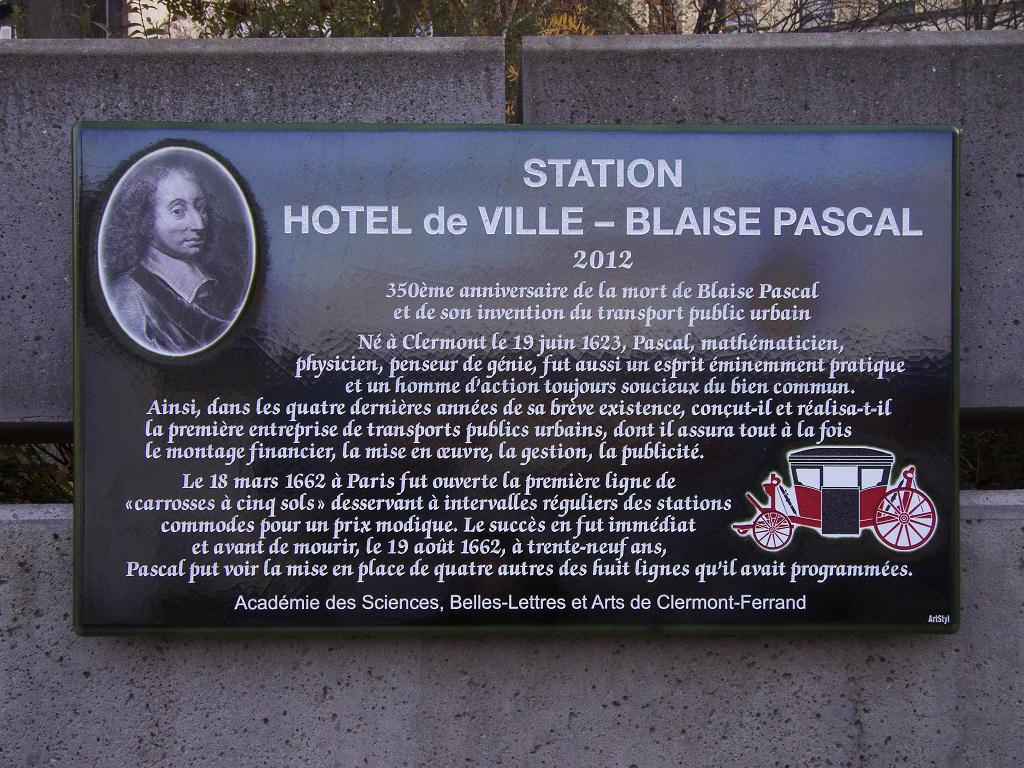 STATION
HOTEL de VILLE – BLAISE PASCAL
2012
350ème anniversaire de la mort de Blaise Pascal
et de son invention du transport public urbain
Né à Clermont le 19 juin 1623, Pascal, mathématicien,
physicien, penseur de génie, fut aussi un esprit éminemment pratique
et un homme d'action toujours soucieux du bien commun.
Ainsi, dans les quatre dernières années de sa brève existence, conçut-il et réalisa-t-il
la première entreprise de transports publics urbains, dont il assura tout à la fois
le montage financier, la mise en œuvre, la gestion, la publicité.
Le 18 mars 1662 à Paris fut ouverte la première ligne de
«carrosses à cinq sols» desservant à intervalles réguliers des stations
commodes pour un prix modique. Le succès en fut immédiat
et avant de mourir, le 19 août 1662, à trente-neuf ans,
Pascal put voir la mise en place de quatre autres des huit lignes qu'il avait programmées.
Académie des Sciences, Belles-Lettres et Arts de Clermont-Ferrand
ArtStyl